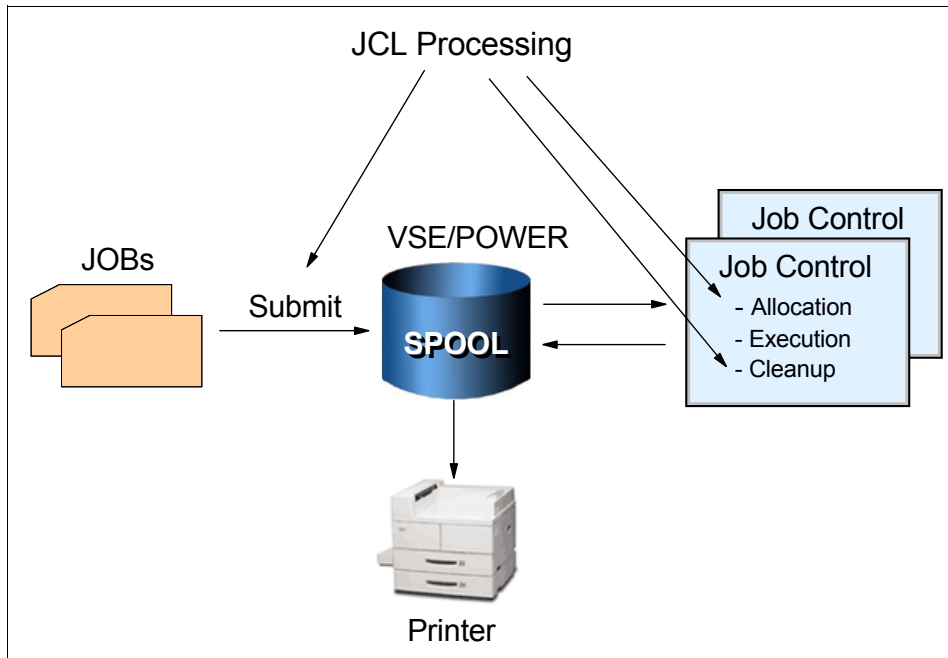 JCL Processing
JOBs
Submit
VSE/POWER
SPOOL
Job Control
Job Control
- Allocation
- Execution
- Cleanup
Printer